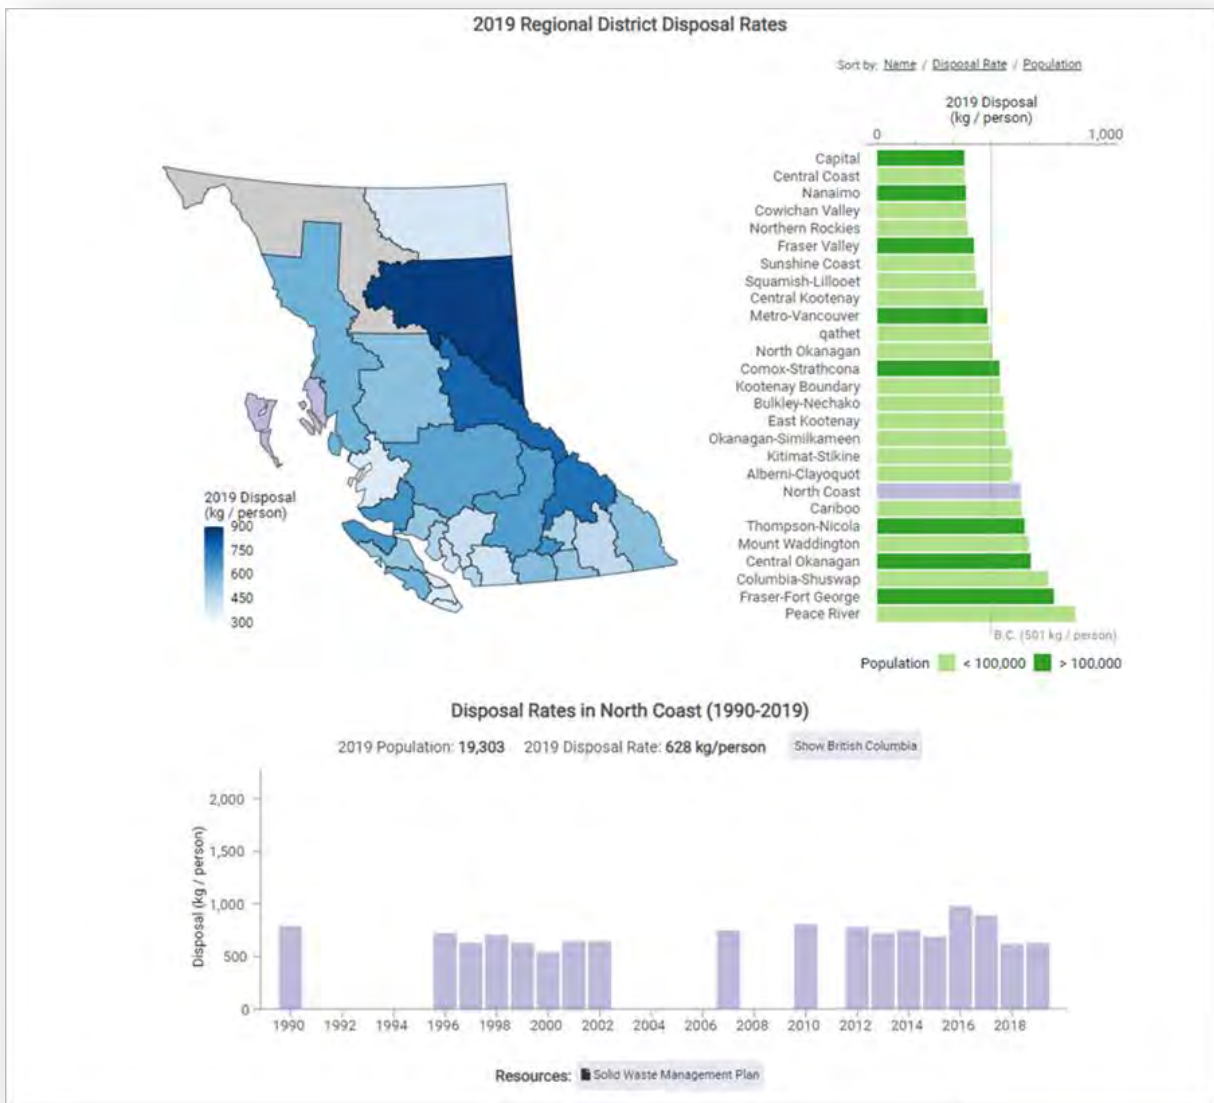 2019 Regional District Disposal Rates
Sort by: Name / Disposal Rate / Population
2019 Disposal
(kg / person)
0 1,000
Capital
Central Coast
Nanaimo
Cowichan Valley
Northern Rockies
Fraser Valley
Sunshine Coast
Squamish-Lillooet
Central Kootenay
Metro-Vancouver
qathet
North Okanagan
Comox-Strathcona
Kootenay Boundary
Bulkley-Nechako
East Kootenay
Okanagan-Similkameen
Kitimat-Stikine
Alberni-Clayoquot
North Coast
Cariboo
Thompson-Nicola
Mount Waddington
Central Okanagan
Columbia-Shuswap
Fraser-Fort George
Peace River
B.C. (501 kg / person)
Population < 100,000 > 100,000
2019 Disposal
(kg / person)
900
750
600
450
300
Disposal Rates in North Coast (1990-2019)
2019 Population: 19,303 2019 Disposal Rate: 628 kg/person Show British Columbia
Disposal (kg / person)
2,000
1,500
1,000
500
0
1990 1992 1994 1996 1998 2000 2002 2004 2006 2008 2010 2012 2014 2016 2018
Resources: Solid Waste Management Plan